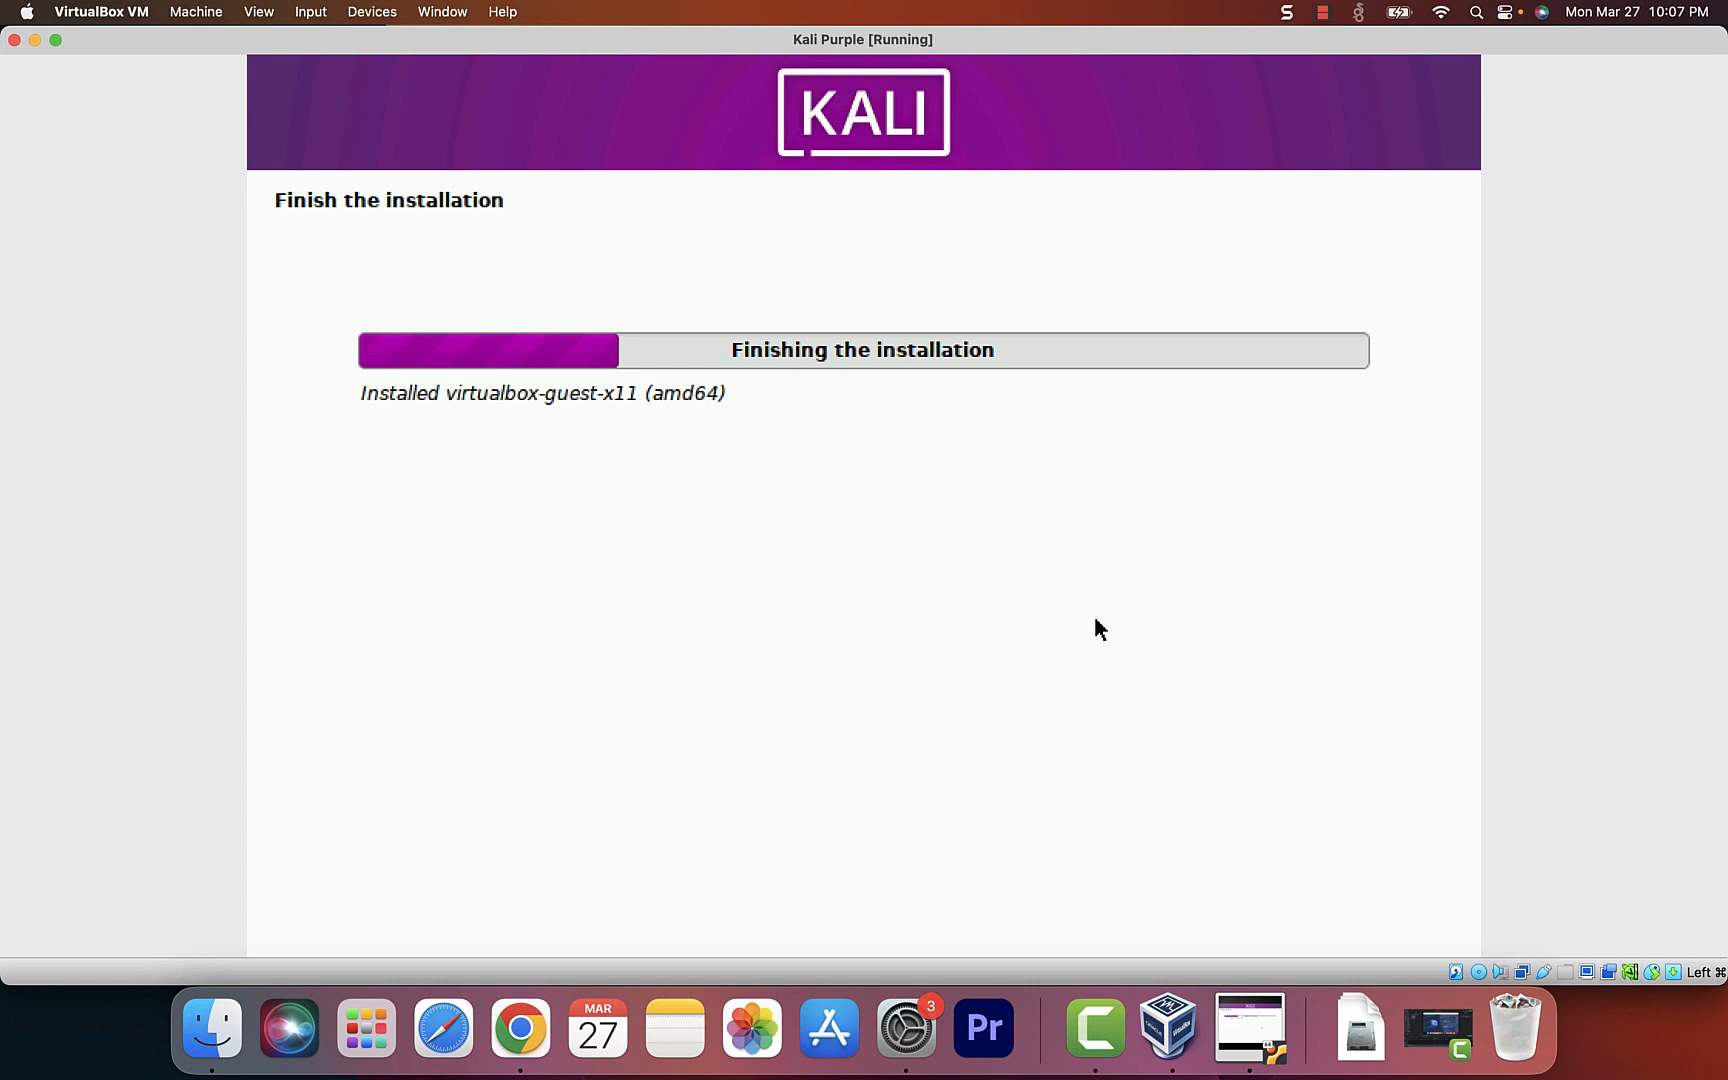 VirtualBox VM Machine View Input Devices Window Help Mon Mar 27 10:07 PM
Kali Purple [Running]
KALI
Finish the installation
Finishing the installation
Installed virtualbox-guest-x11 (amd64)
Left ⌘
MAR
27
3
Pr